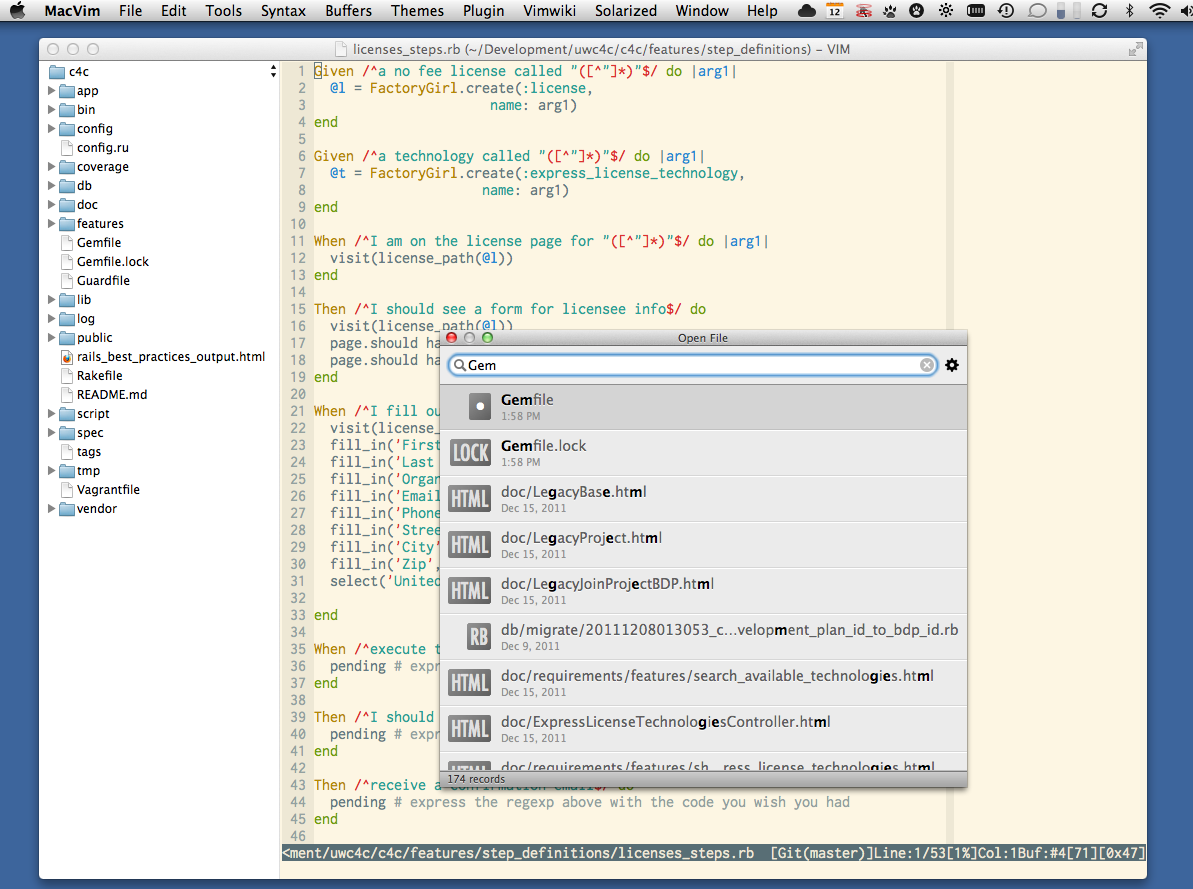 MacVim File Edit Tools Syntax Buffers Themes Plugin Vimwiki Solarized Window Help 12
licenses_steps.rb (~/Development/uwc4c/c4c/features/step_definitions) – VIM
c4c
app
bin
config
config.ru
coverage
db
doc
features
Gemfile
Gemfile.lock
Guardfile
lib
log
public
rails_best_practices_output.html
Rakefile
README.md
script
spec
tags
tmp
Vagrantfile
vendor
1 Given /^a no fee license called "([^"]*)"$/ do |arg1|
2 @l = FactoryGirl.create(:license,
3 name: arg1)
4 end
5
6 Given /^a technology called "([^"]*)"$/ do |arg1|
7 @t = FactoryGirl.create(:express_license_technology,
8 name: arg1)
9 end
10
11 When /^I am on the license page for "([^"]*)"$/ do |arg1|
12 visit(license_path(@l))
13 end
14
15 Then /^I should see a form for licensee info$/ do
16 visit(license_path(@l))
17 page.should ha
18 page.should ha
19 end
20
21 When /^I fill ou
22 visit(license_
23 fill_in('First
24 fill_in('Last
25 fill_in('Organ
26 fill_in('Email
27 fill_in('Phone
28 fill_in('Stree
29 fill_in('City'
30 fill_in('Zip',
31 select('United
32
33 end
34
35 When /^execute t
36 pending # expr
37 end
38
39 Then /^I should
40 pending # expr
41 end
42
43 Then /^receive a confirmation email$/ do
44 pending # express the regexp above with the code you wish you had
45 end
46
<ment/uwc4c/c4c/features/step_definitions/licenses_steps.rb [Git(master)]Line:1/53[1%]Col:1Buf:#4[71][0x47]
Open File
Gem
Gemfile
1:58 PM
LOCK Gemfile.lock
1:58 PM
HTML doc/LegacyBase.html
Dec 15, 2011
HTML doc/LegacyProject.html
Dec 15, 2011
HTML doc/LegacyJoinProjectBDP.html
Dec 15, 2011
RB db/migrate/20111208013053_c...velopment_plan_id_to_bdp_id.rb
Dec 9, 2011
HTML doc/requirements/features/search_available_technologies.html
Dec 15, 2011
HTML doc/ExpressLicenseTechnologiesController.html
Dec 15, 2011
HTML doc/requirements/features/sh...ress_license_technologies.html
174 records